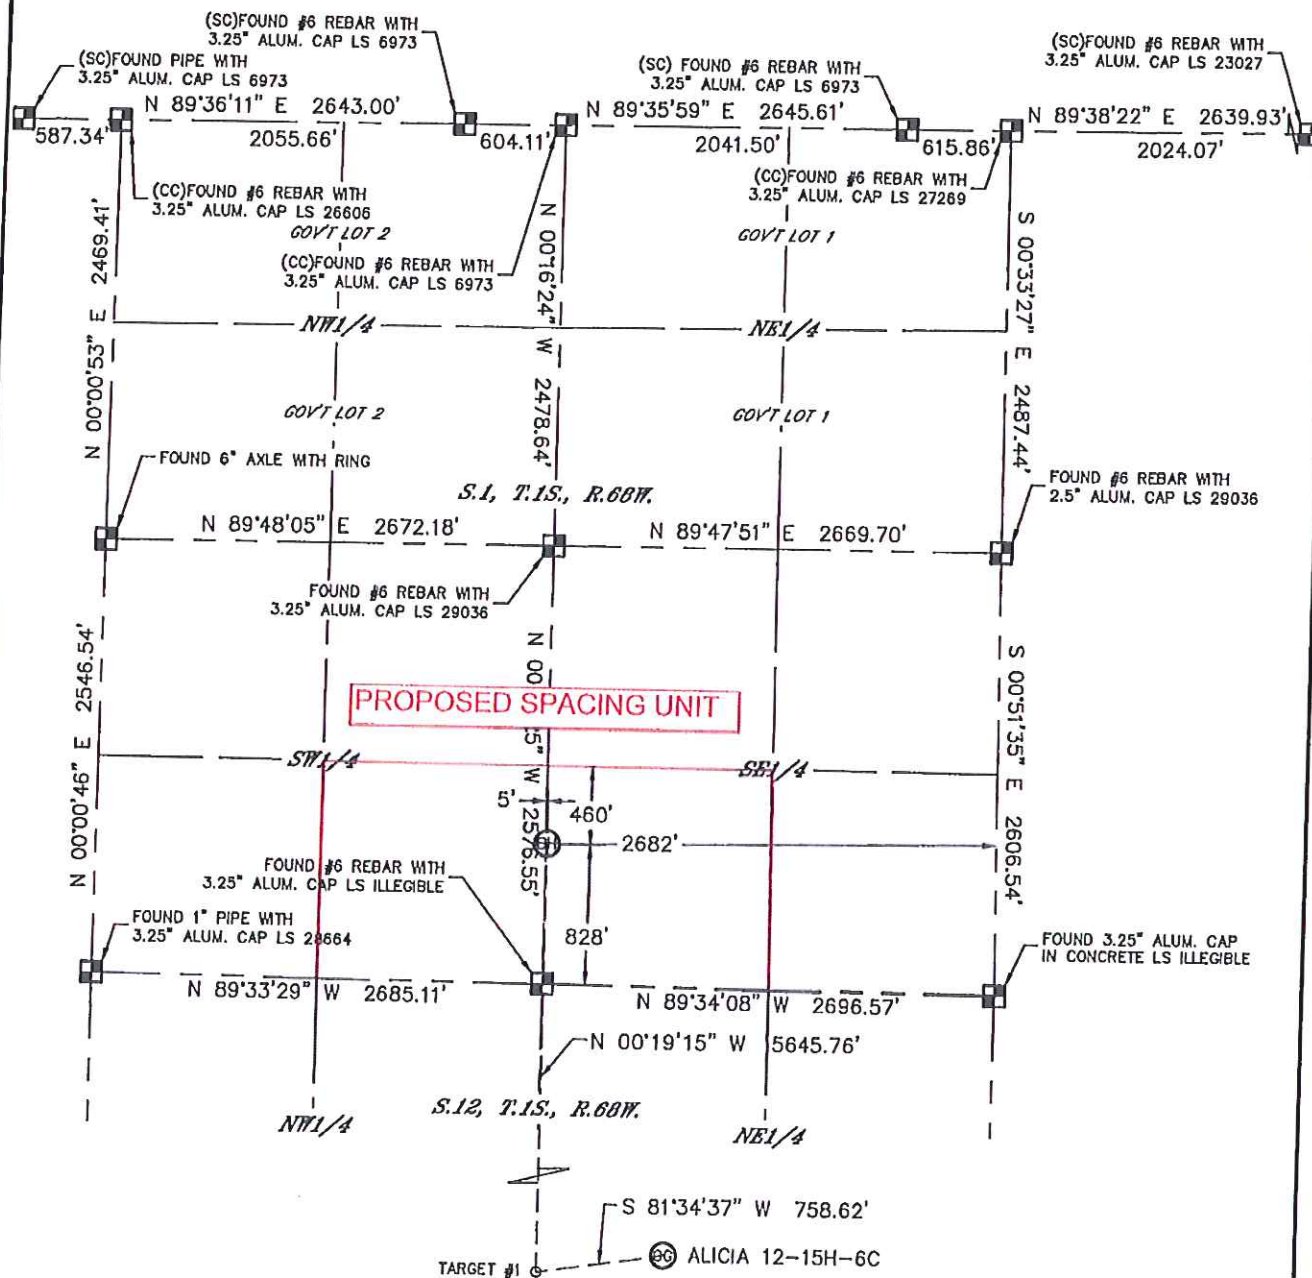 (SC)FOUND #6 REBAR WITH
3.25" ALUM. CAP LS 6973
(SC)FOUND PIPE WITH
3.25" ALUM. CAP LS 6973
(SC) FOUND #6 REBAR WITH
3.25" ALUM. CAP LS 6973
(SC)FOUND #6 REBAR WITH
3.25" ALUM. CAP LS 23027
N 89°36'11" E 2643.00'
N 89°35'59" E 2645.61'
N 89°38'22" E 2639.93'
587.34'
2055.66'
604.11'
2041.50'
615.86'
2024.07'
(CC)FOUND #6 REBAR WITH
3.25" ALUM. CAP LS 26606
(CC)FOUND #6 REBAR WITH
3.25" ALUM. CAP LS 27269
GOV'T LOT 2
GOV'T LOT 1
(CC)FOUND #6 REBAR WITH
3.25" ALUM. CAP LS 6973
N 00°00'53" E 2469.41'
N 00°16'24" W 2478.64'
S 00°33'27" E 2487.44'
NW1/4
NE1/4
GOV'T LOT 2
GOV'T LOT 1
FOUND 6" AXLE WITH RING
S.1, T.1S., R.68W.
FOUND #6 REBAR WITH
2.5" ALUM. CAP LS 29036
N 89°48'05" E 2672.18'
N 89°47'51" E 2669.70'
FOUND #6 REBAR WITH
3.25" ALUM. CAP LS 29036
N 00°00'46" E 2546.54'
N 00 5" W 2576.55'
S 00°51'35" E 2606.54'
PROPOSED SPACING UNIT
SW1/4
SE1/4
5'
460'
2682'
828'
FOUND #6 REBAR WITH
3.25" ALUM. CAP LS ILLEGIBLE
FOUND 1" PIPE WITH
3.25" ALUM. CAP LS 28664
FOUND 3.25" ALUM. CAP
IN CONCRETE LS ILLEGIBLE
N 89°33'29" W 2685.11'
N 89°34'08" W 2696.57'
N 00°19'15" W 5645.76'
S.12, T.1S., R.68W.
NW1/4
NE1/4
S 81°34'37" W 758.62'
OG ALICIA 12-15H-6C
TARGET #1